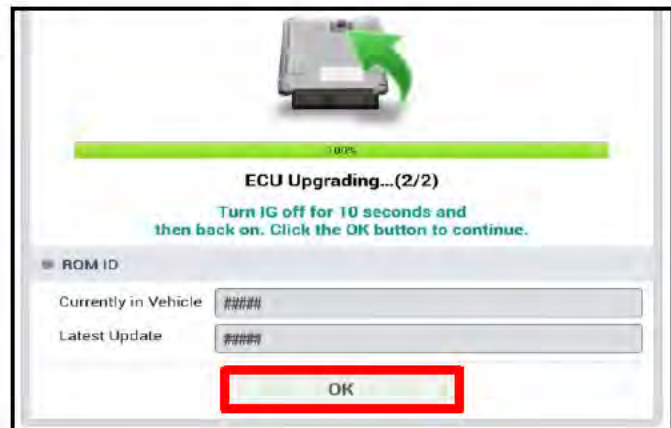 100%
ECU Upgrading...(2/2)
Turn IG off for 10 seconds and
then back on. Click the OK button to continue.
ROM ID
Currently in Vehicle #####
Latest Update #####
OK